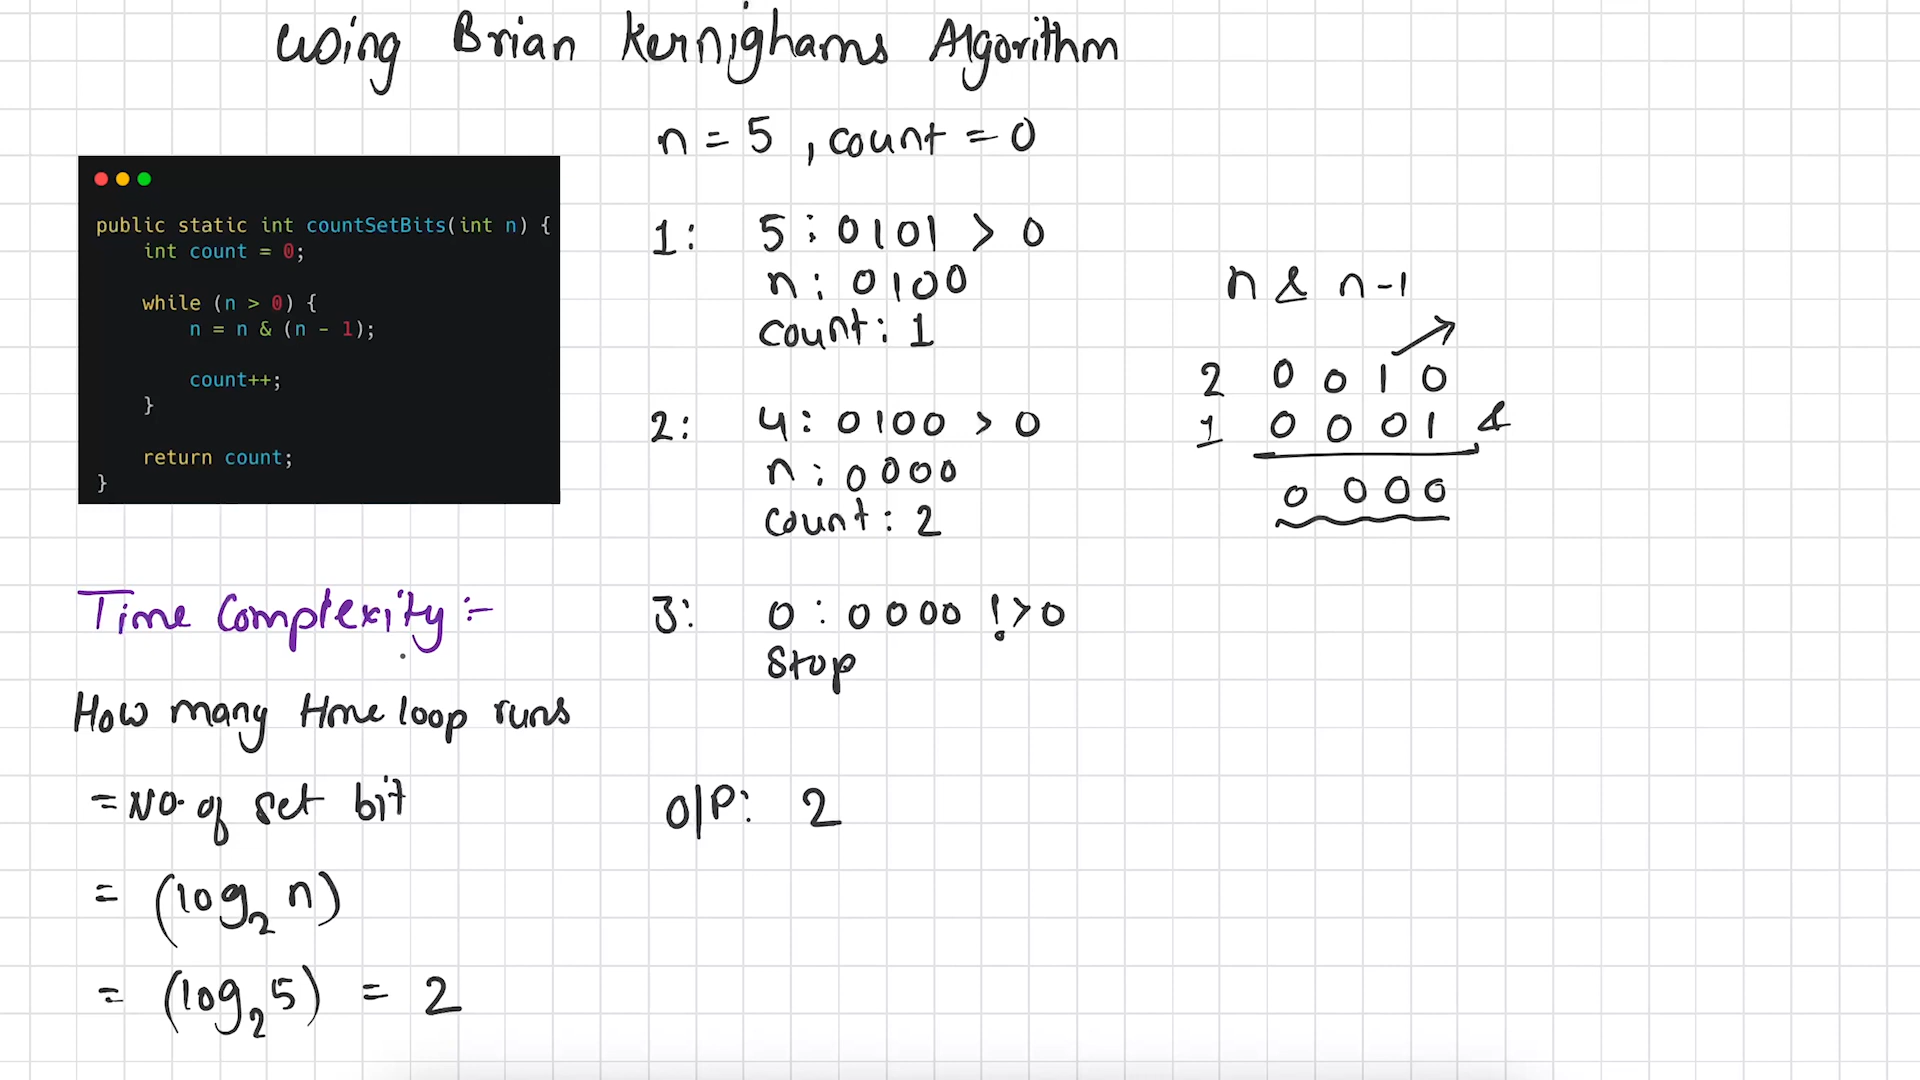 using Brian Kernighams Algorithm
n = 5 , count = 0
public static int countSetBits(int n) {
int count = 0;
while (n > 0) {
n = n & (n - 1);
count++;
}
return count;
}
1: 5 : 0101 > 0
n : 0100
count : 1
2: 4 : 0100 > 0
n : 0000
count : 2
3: 0 : 0000 !> 0
Stop
O/P: 2
n & n-1
2 0 0 1 0
1 0 0 0 1 &
0 0 0 0
Time Complexity :-
How many time loop runs
= No. of set bit
= (log₂ n)
= (log₂ 5) = 2